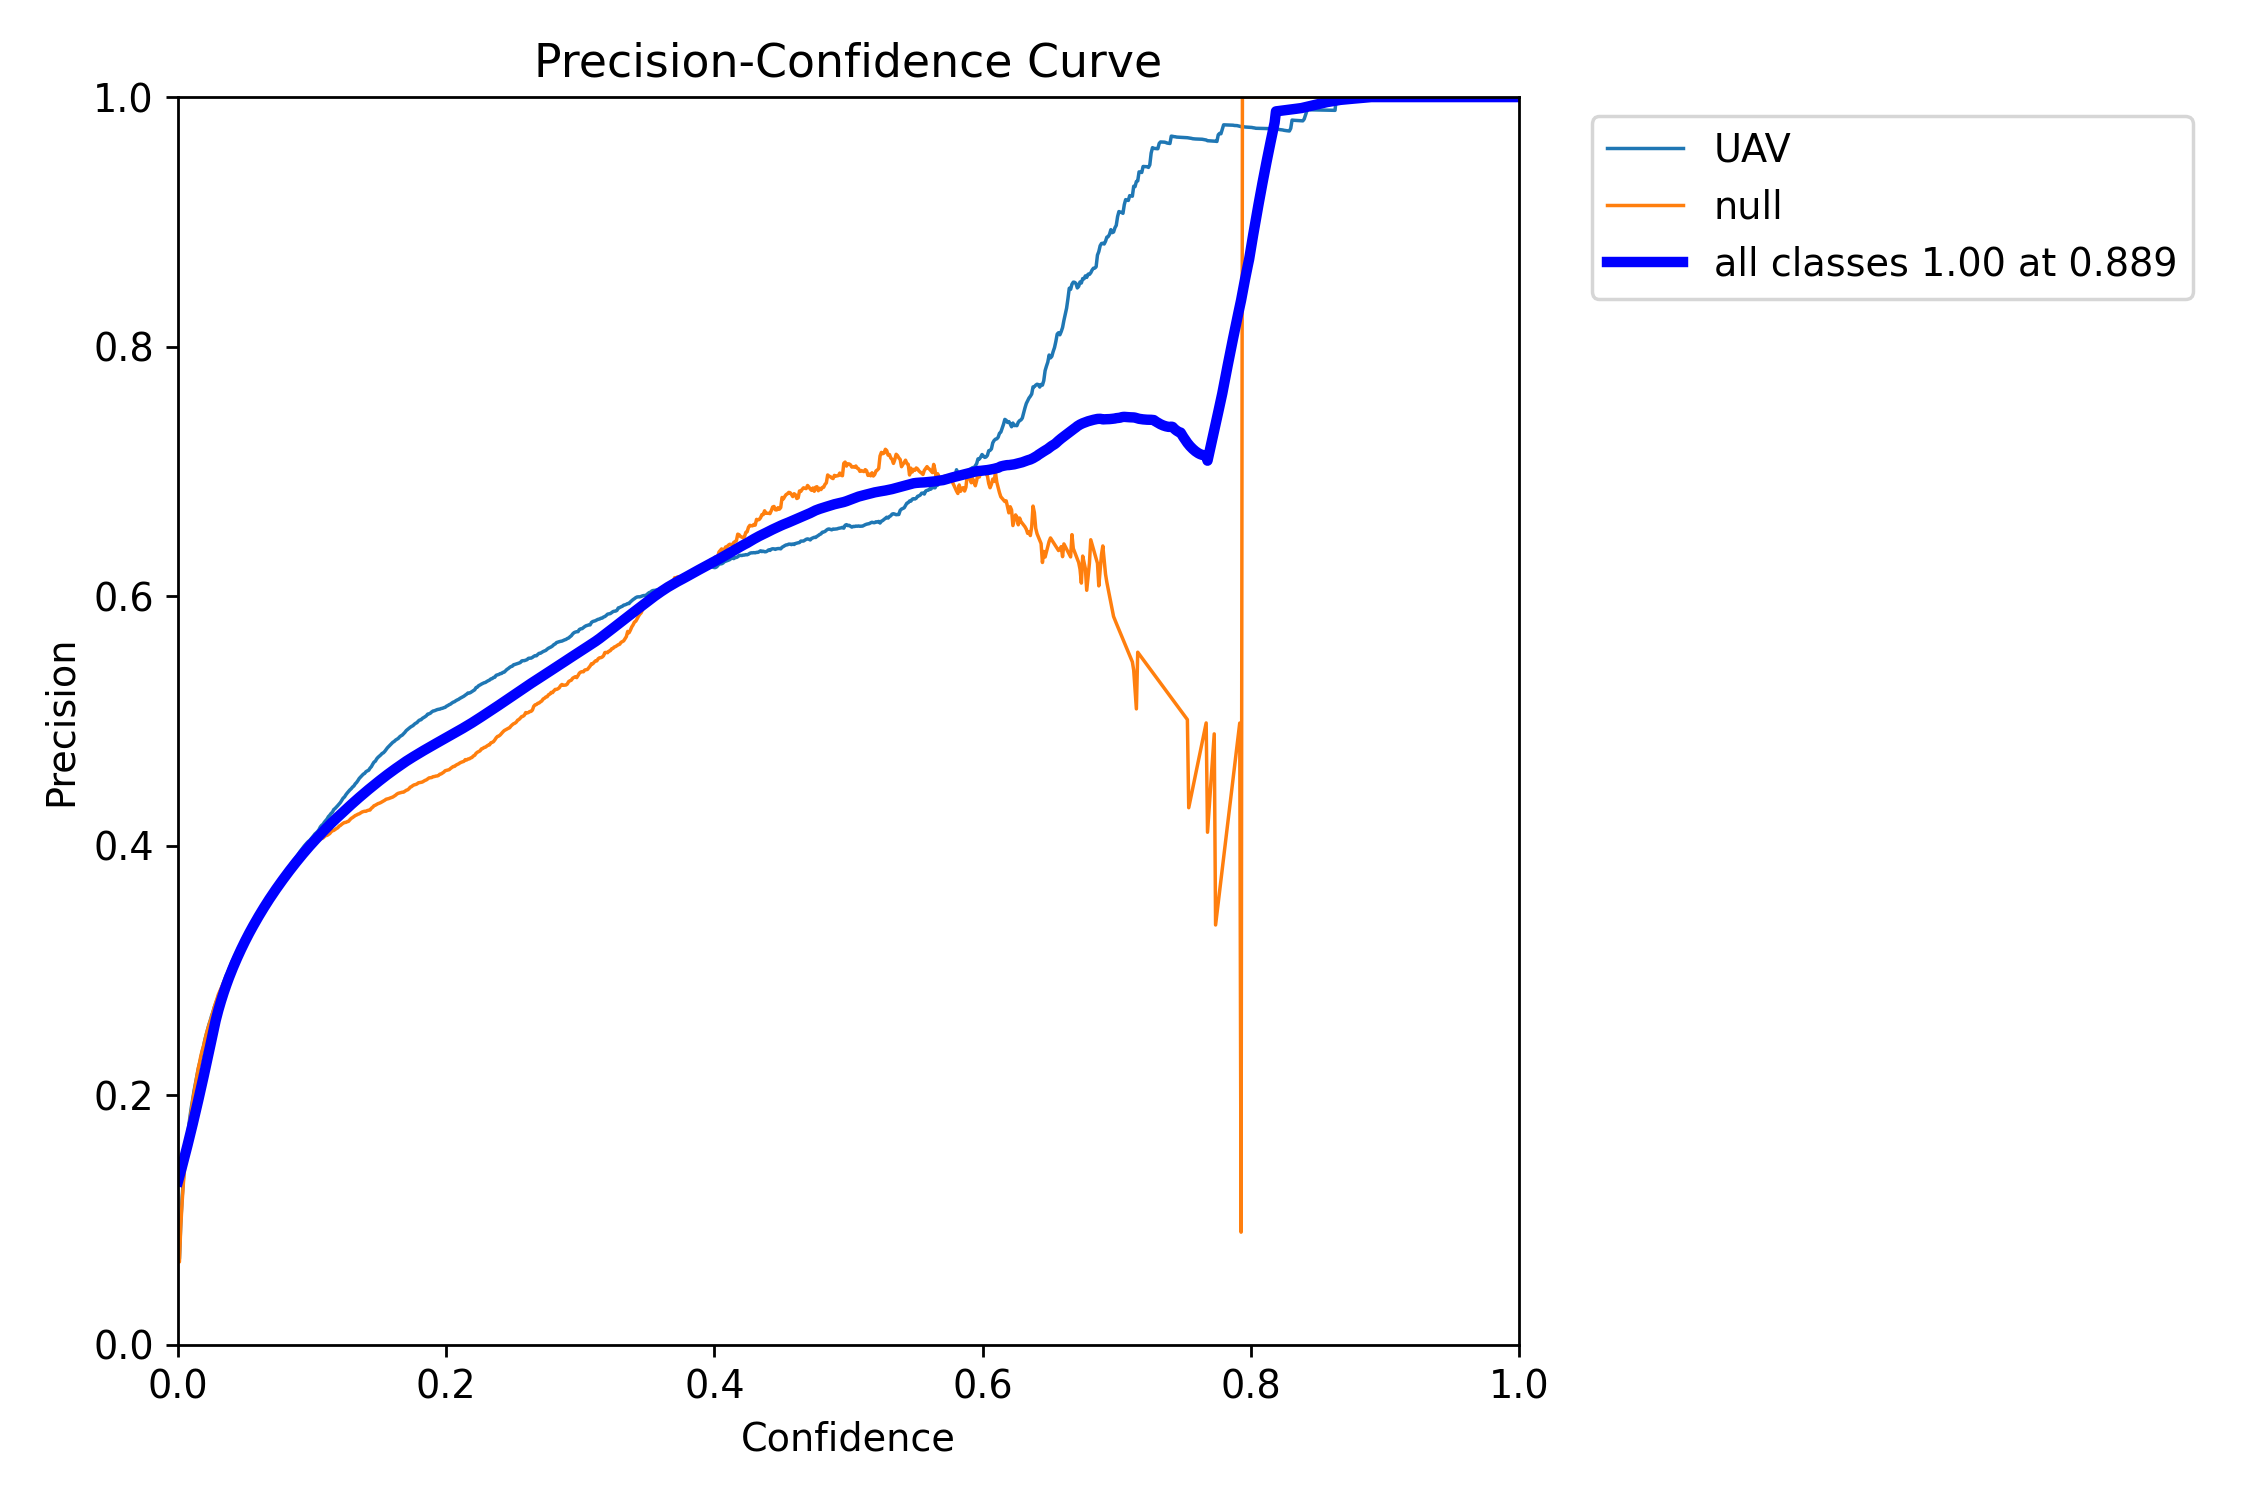 Precision-Confidence Curve
1.0
0.8
0.6
0.4
0.2
0.0
Precision
0.0 0.2 0.4 0.6 0.8 1.0
Confidence
UAV
null
all classes 1.00 at 0.889